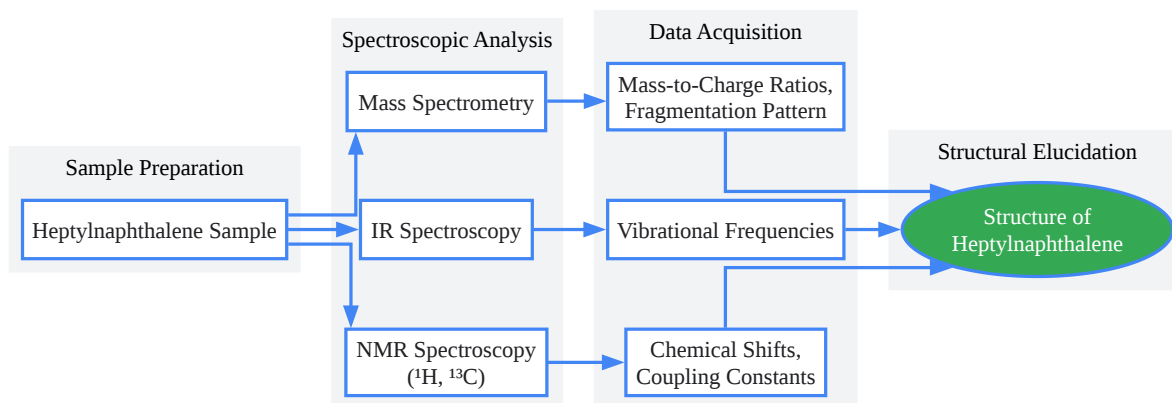 Sample Preparation
Heptylnaphthalene Sample
Spectroscopic Analysis
Mass Spectrometry
IR Spectroscopy
NMR Spectroscopy
(¹H, ¹³C)
Data Acquisition
Mass-to-Charge Ratios,
Fragmentation Pattern
Vibrational Frequencies
Chemical Shifts,
Coupling Constants
Structural Elucidation
Structure of
Heptylnaphthalene